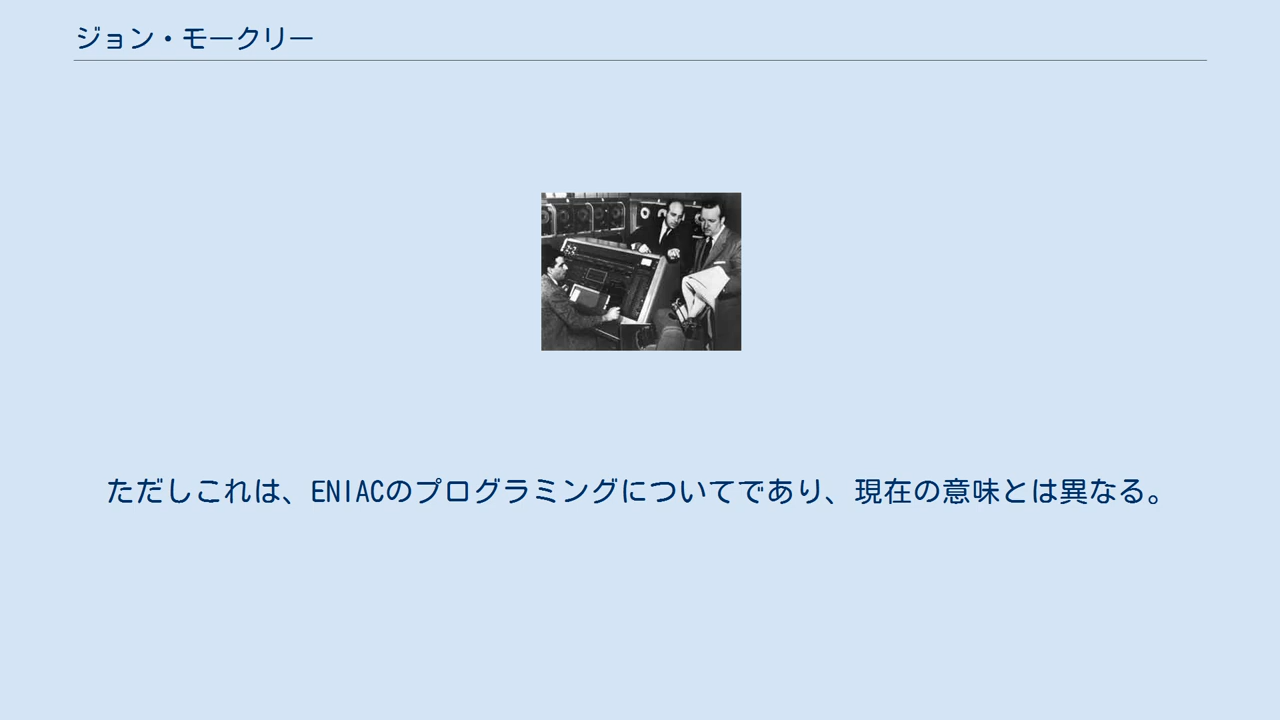 ジョン・モークリー
ただしこれは、ENIACのプログラミングについてであり、現在の意味とは異なる。